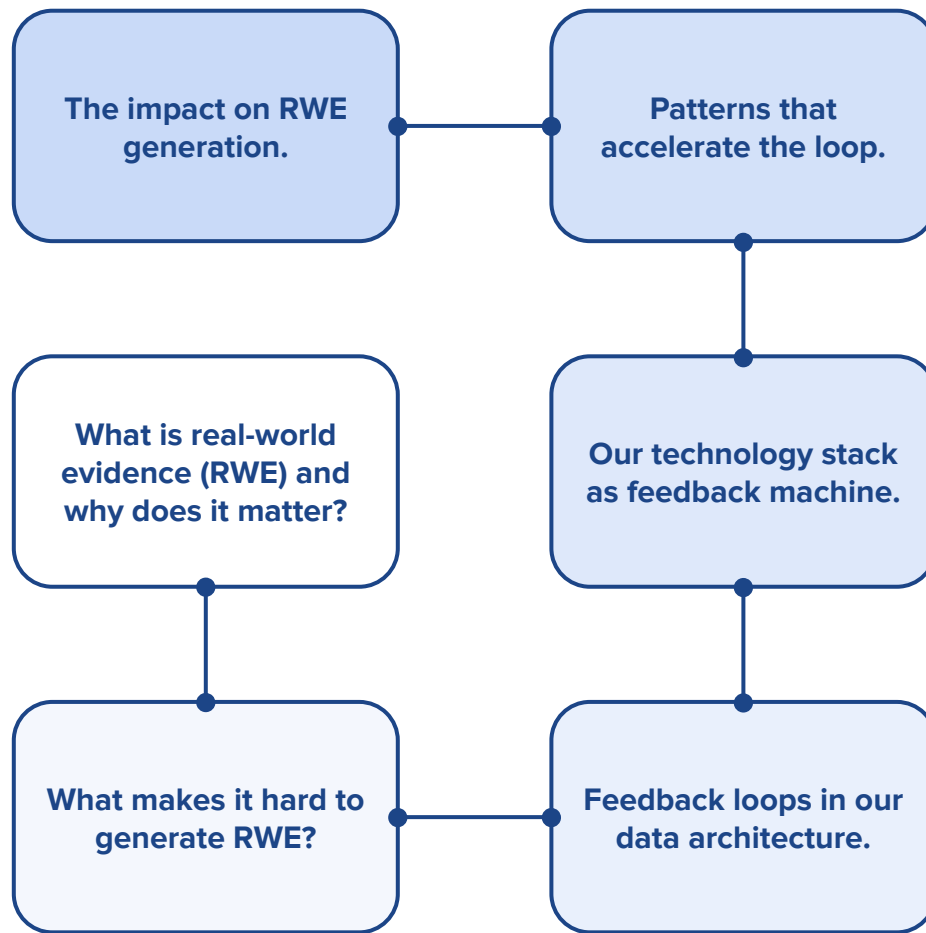 The impact on RWE
generation.
Patterns that
accelerate the loop.
What is real-world
evidence (RWE) and
why does it matter?
Our technology stack
as feedback machine.
What makes it hard to
generate RWE?
Feedback loops in our
data architecture.